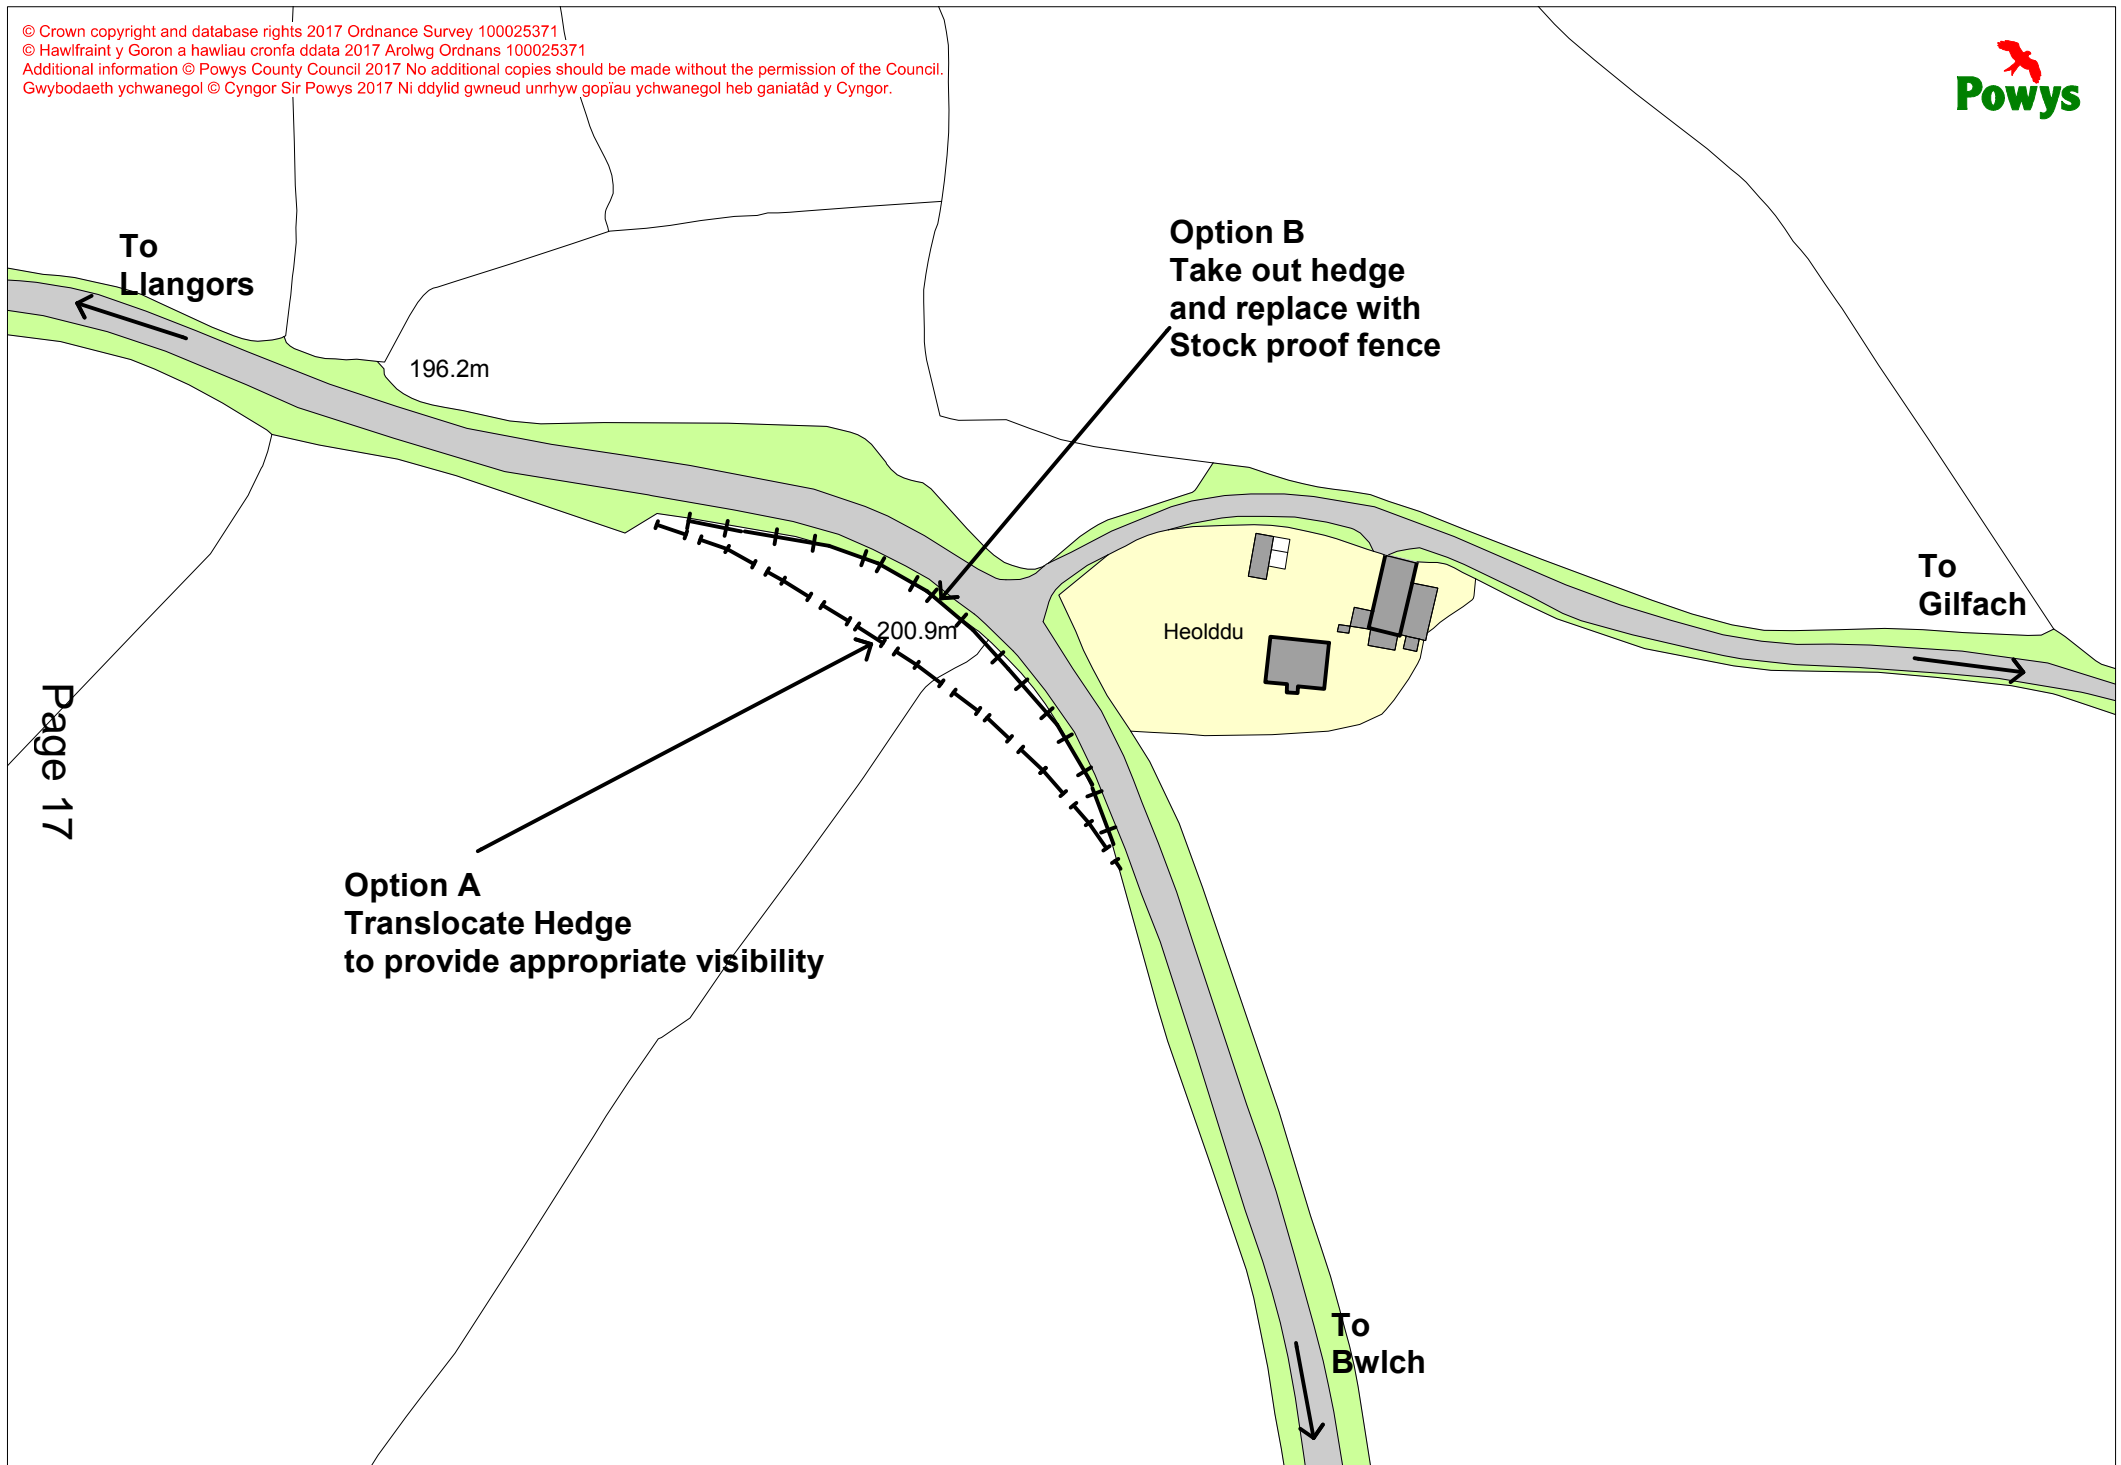 © Crown copyright and database rights 2017 Ordnance Survey 100025371
© Hawlfraint y Goron a hawliau cronfa ddata 2017 Arolwg Ordnans 100025371
Additional information © Powys County Council 2017 No additional copies should be made without the permission of the Council.
Gwybodaeth ychwanegol © Cyngor Sir Powys 2017 Ni ddylid gwneud unrhyw gopïau ychwanegol heb ganiatâd y Cyngor.
Powys
To
Llangors
Option B
Take out hedge
and replace with
Stock proof fence
196.2m
To
Gilfach
200.9m
Heolddu
Page 17
Option A
Translocate Hedge
to provide appropriate visibility
To
Bwlch